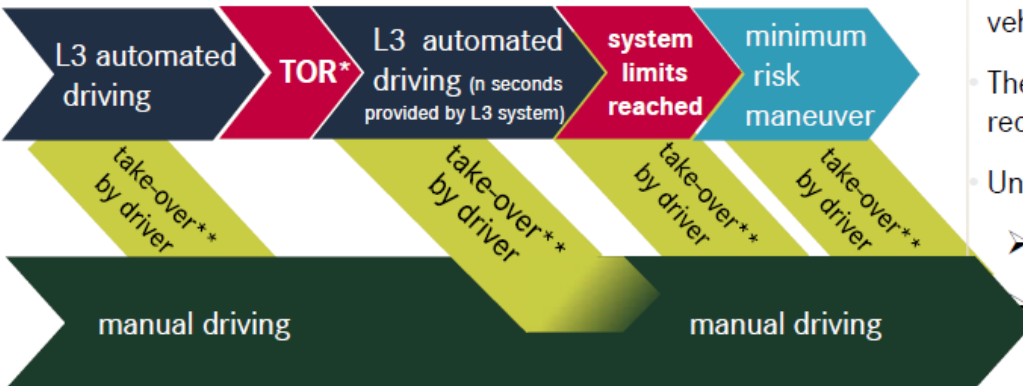 L3 automated
driving
TOR*
L3 automated
driving (n seconds
provided by L3 system)
system
limits
reached
minimum
risk
maneuver
take-over**
by driver
take-over**
by driver
take-over**
by driver
take-over**
by driver
manual driving
manual driving
veh
The
rec
Un